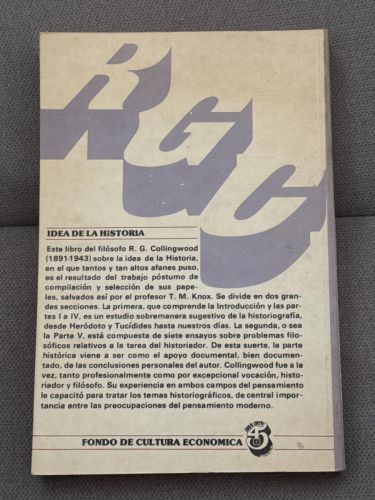 RGC
IDEA DE LA HISTORIA
Este libro del filósofo R. G. Collingwood
(1891-1943) sobre la idea de la Historia,
en el que tantos y tan altos afanes puso,
es el resultado del trabajo póstumo de
compilación y selección de sus pape-
les, salvados así por el profesor T. M. Knox. Se divide en dos gran-
des secciones. La primera, que comprende la Introducción y las par-
tes I a IV, es un estudio sobremanera sugestivo de la historiografía,
desde Heródoto y Tucídides hasta nuestros días. La segunda, o sea
la Parte V, está compuesta de siete ensayos sobre problemas filo-
sóficos relativos a la tarea del historiador. De esta suerte, la parte
histórica viene a ser como el apoyo documental, bien documen-
tado, de las conclusiones personales del autor. Collingwood fue a la
vez, tanto profesionalmente como por excepcional vocación, histo-
riador y filósofo. Su experiencia en ambos campos del pensamiento
le capacitó para tratar los temas historiográficos, de central impor-
tancia entre las preocupaciones del pensamiento moderno.
FONDO DE CULTURA ECONOMICA